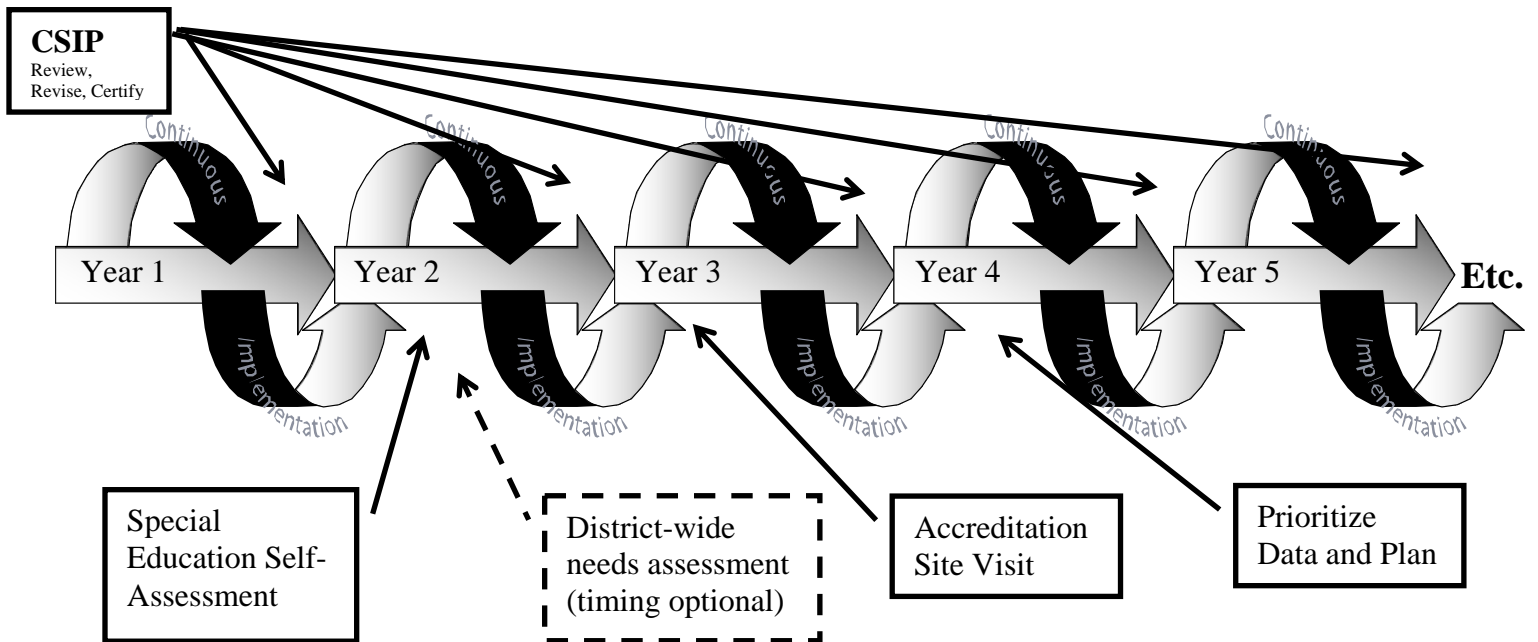 CSIP
Review,
Revise, Certify
Continuous
Continuous
Continuous
Continuous
Continuous
Year 1
Year 2
Year 3
Year 4
Year 5
Etc.
Implementation
Implementation
Implementation
Implementation
Implementation
Special
Education Self-
Assessment
District-wide
needs assessment
(timing optional)
Accreditation
Site Visit
Prioritize
Data and Plan